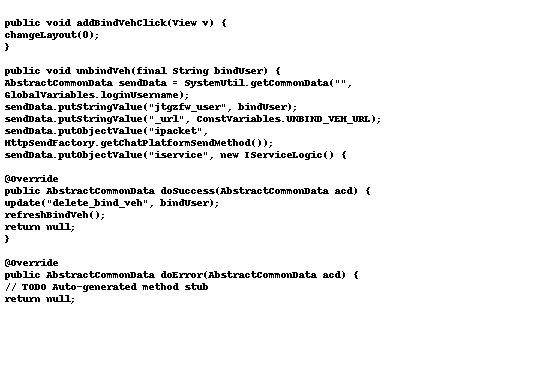 public void addBindVehClick(View v) {
changeLayout(0);
}
public void unbindVeh(final String bindUser) {
AbstractCommonData sendData = SystemUtil.getCommonData("",
GlobalVariables.loginUsername);
sendData.putStringValue("jtgzfw_user", bindUser);
sendData.putStringValue("_url", ConstVariables.UNBIND_VEH_URL);
sendData.putObjectValue("ipacket",
HttpSendFactory.getChatPlatformSendMethod());
sendData.putObjectValue("iservice", new IServiceLogic() {
@Override
public AbstractCommonData doSuccess(AbstractCommonData acd) {
update("delete_bind_veh", bindUser);
refreshBindVeh();
return null;
}
@Override
public AbstractCommonData doError(AbstractCommonData acd) {
// TODO Auto-generated method stub
return null;